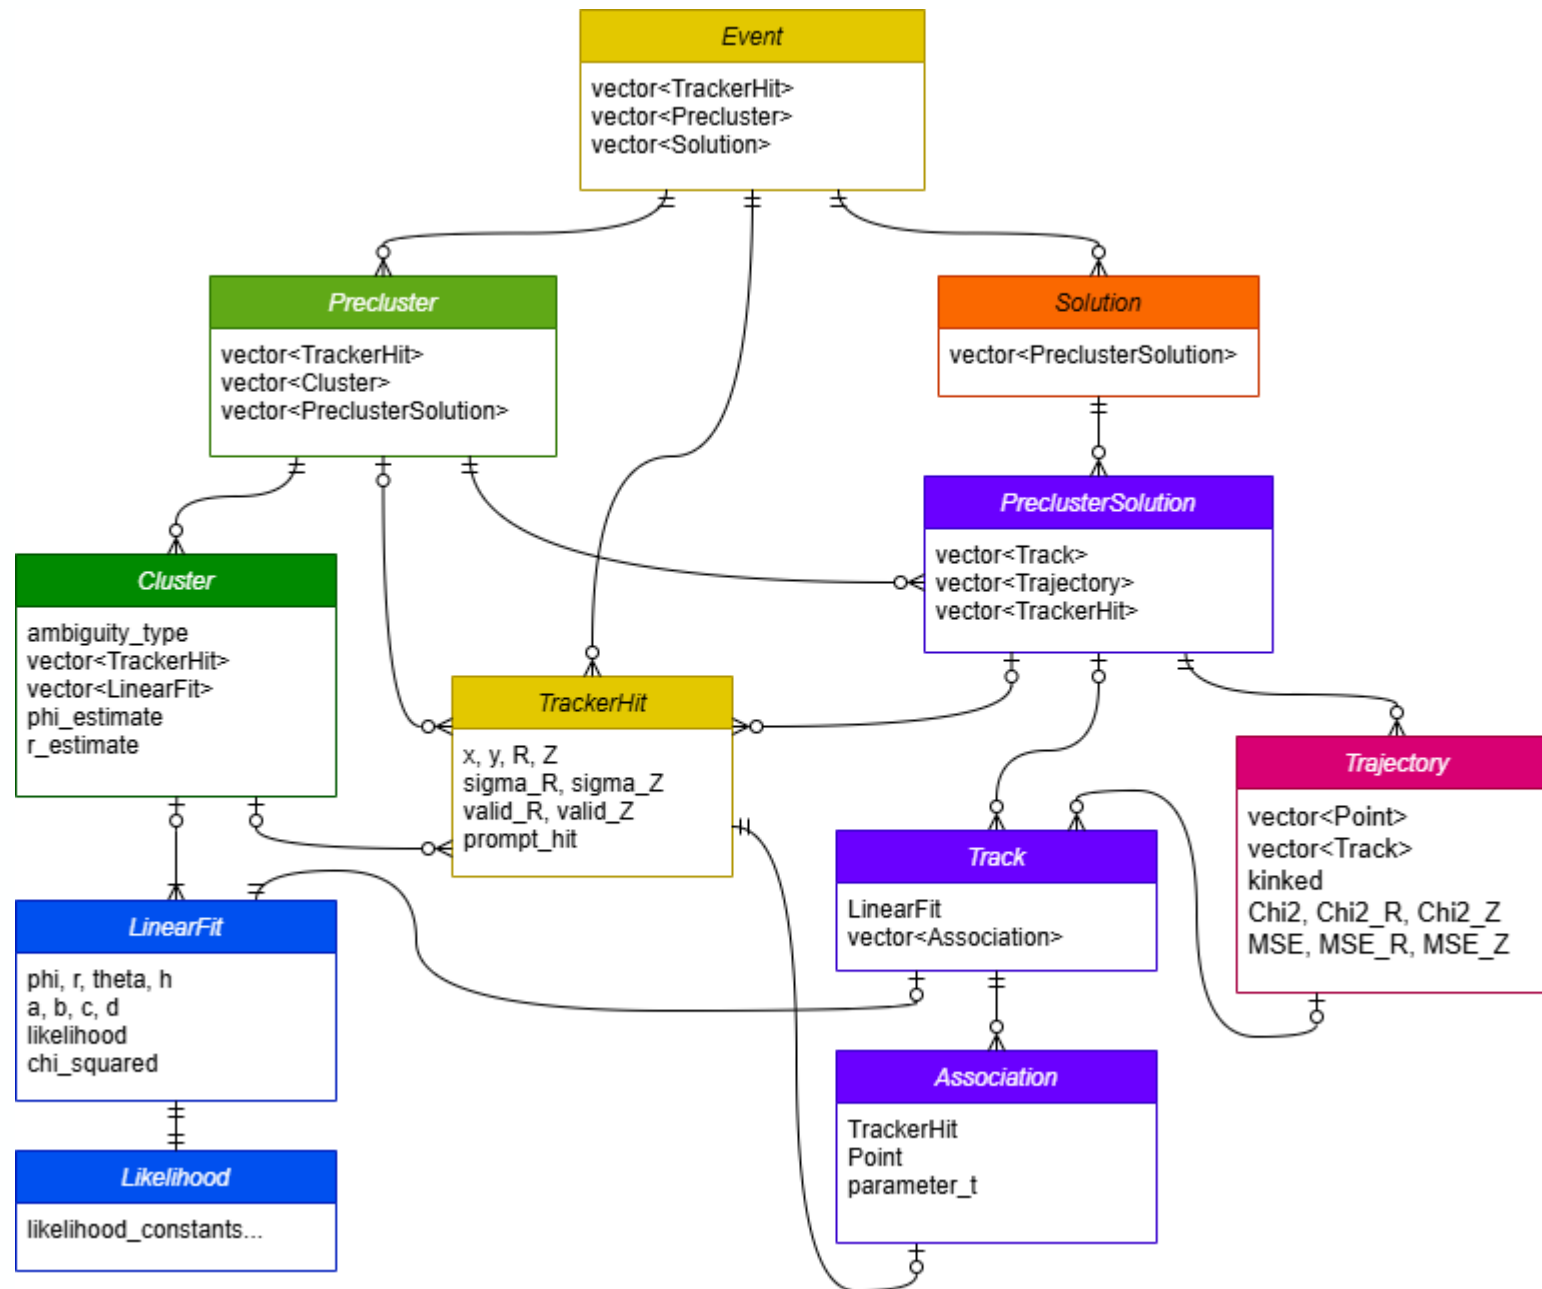 Event
vector<TrackerHit>
vector<Precluster>
vector<Solution>
Precluster
vector<TrackerHit>
vector<Cluster>
vector<PreclusterSolution>
Solution
vector<PreclusterSolution>
PreclusterSolution
vector<Track>
vector<Trajectory>
vector<TrackerHit>
Cluster
ambiguity_type
vector<TrackerHit>
vector<LinearFit>
phi_estimate
r_estimate
TrackerHit
x, y, R, Z
sigma_R, sigma_Z
valid_R, valid_Z
prompt_hit
Trajectory
vector<Point>
vector<Track>
kinked
Chi2, Chi2_R, Chi2_Z
MSE, MSE_R, MSE_Z
Track
LinearFit
vector<Association>
LinearFit
phi, r, theta, h
a, b, c, d
likelihood
chi_squared
Association
TrackerHit
Point
parameter_t
Likelihood
likelihood_constants...